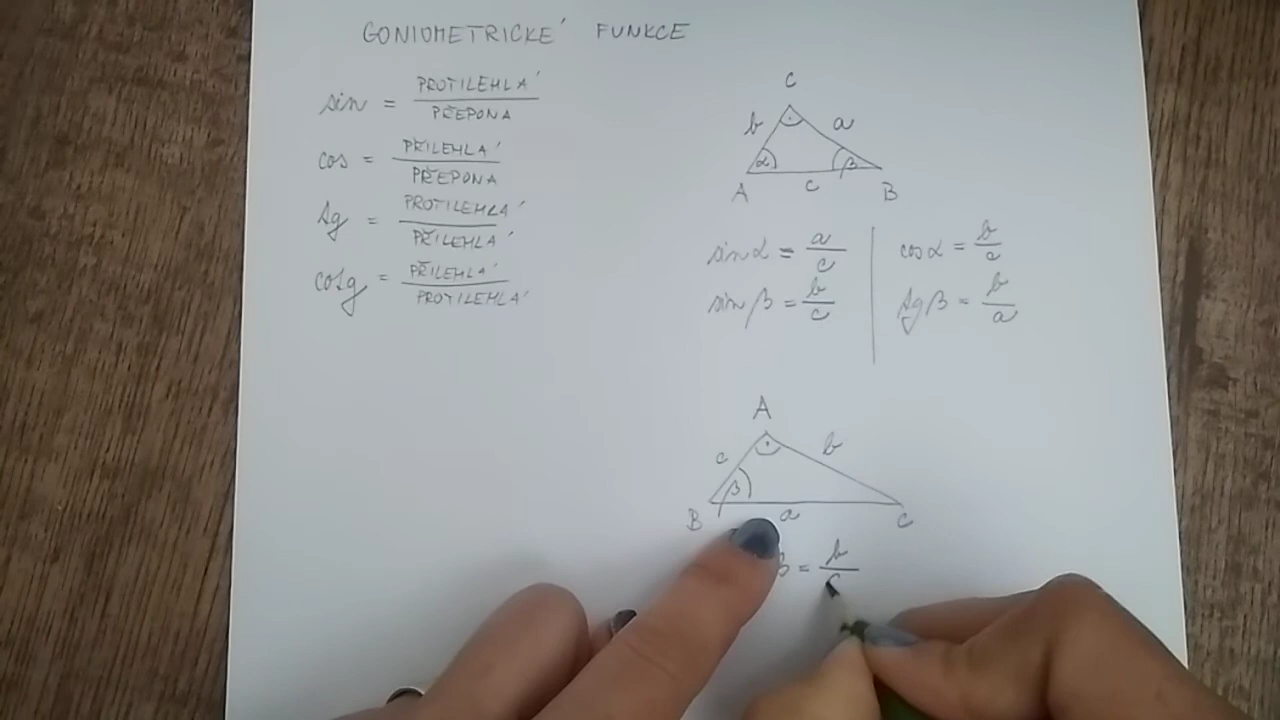 GONIOMETRICKÉ FUNKCE
sin = PROTILEHLÁ / PŘEPONA
cos = PŘILEHLÁ / PŘEPONA
tg = PROTILEHLÁ / PŘILEHLÁ
cotg = PŘILEHLÁ / PROTILEHLÁ
C
b a
α β
A c B
sin α = a / c
cos α = b / c
sin β = b / c
tg β = b / a
A
c b
β
B a C
β = b / c